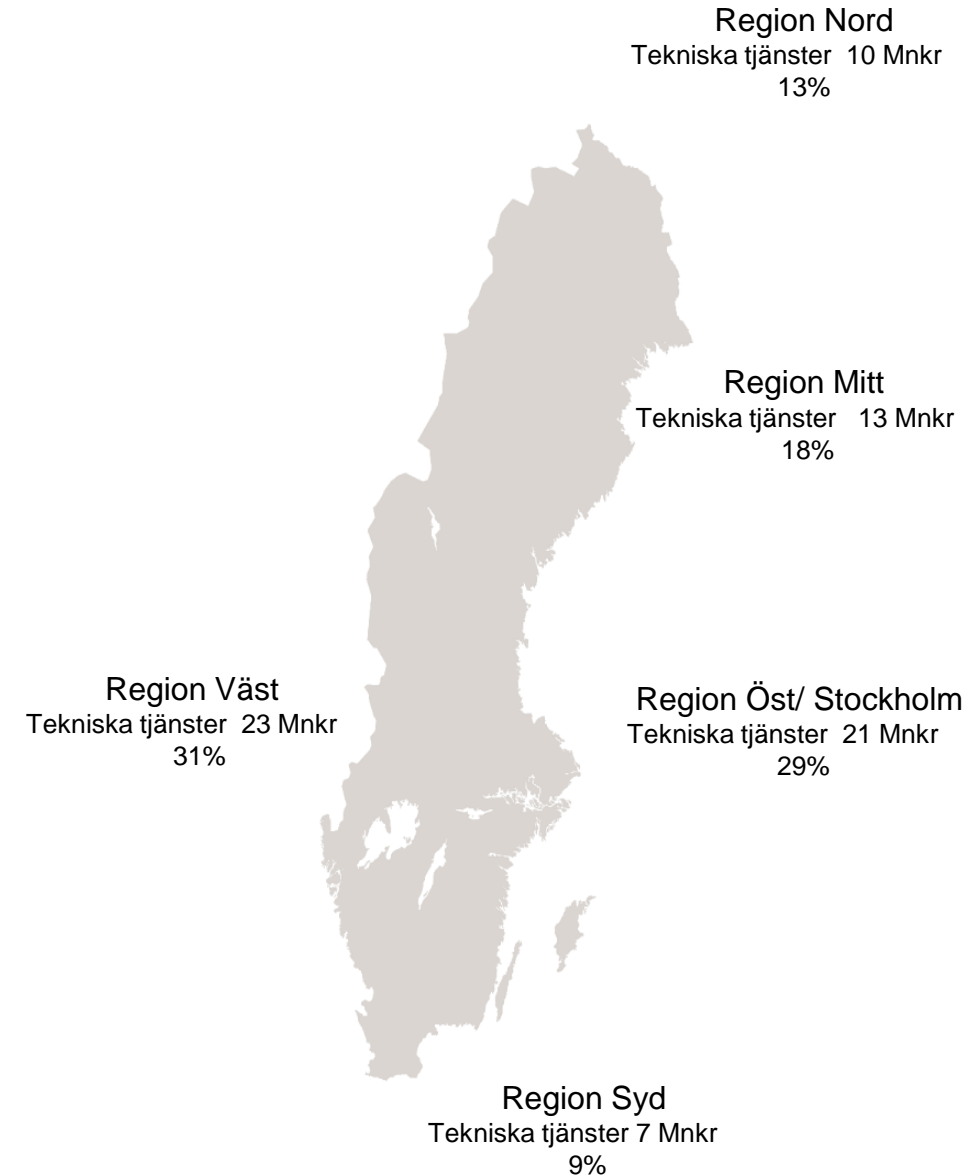 Region Nord
Tekniska tjänster 10 Mnkr
13%
Region Mitt
Tekniska tjänster 13 Mnkr
18%
Region Väst
Tekniska tjänster 23 Mnkr
31%
Region Öst/ Stockholm
Tekniska tjänster 21 Mnkr
29%
Region Syd
Tekniska tjänster 7 Mnkr
9%